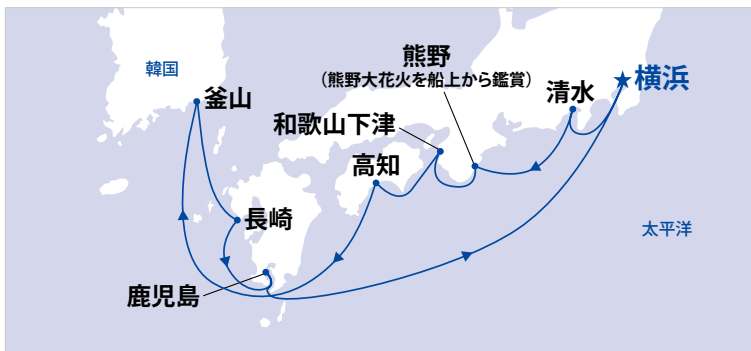 熊野
（熊野大花火を船上から鑑賞）
韓国
釜山
清水
★横浜
和歌山下津
高知
長崎
太平洋
鹿児島